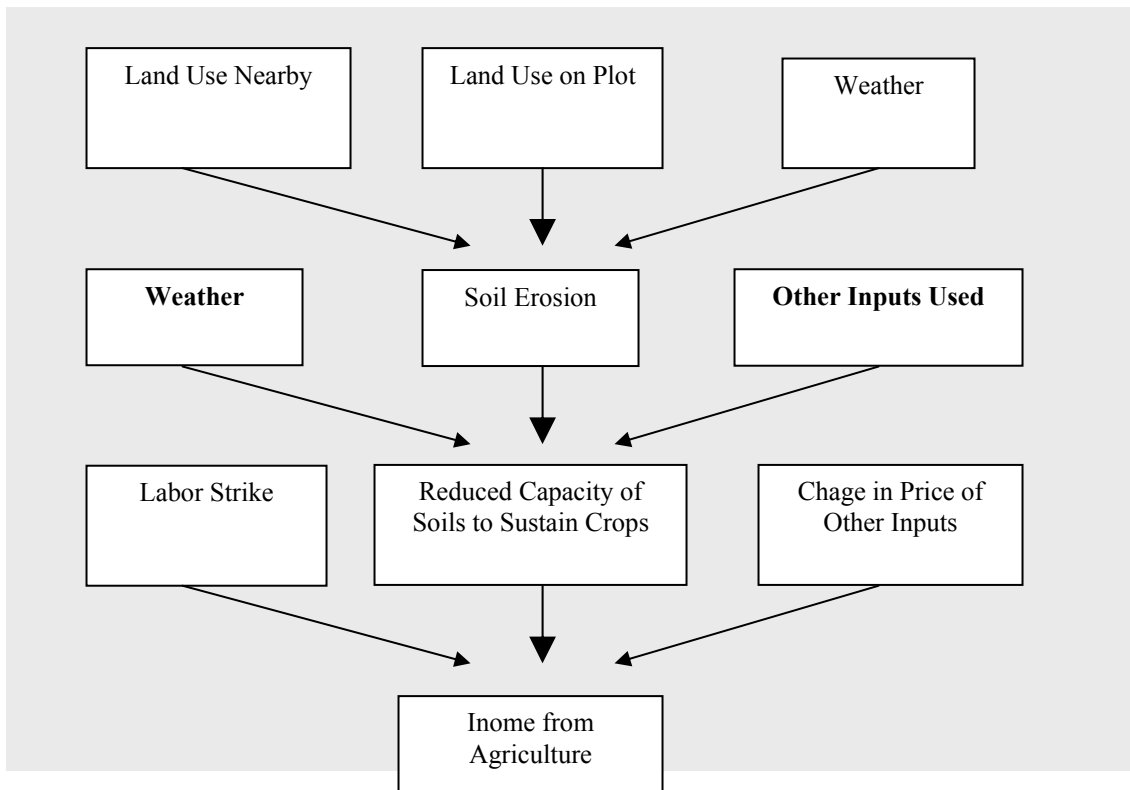 Land Use Nearby
Land Use on Plot
Weather
Weather
Soil Erosion
Other Inputs Used
Labor Strike
Reduced Capacity of
Soils to Sustain Crops
Chage in Price of
Other Inputs
Inome from
Agriculture